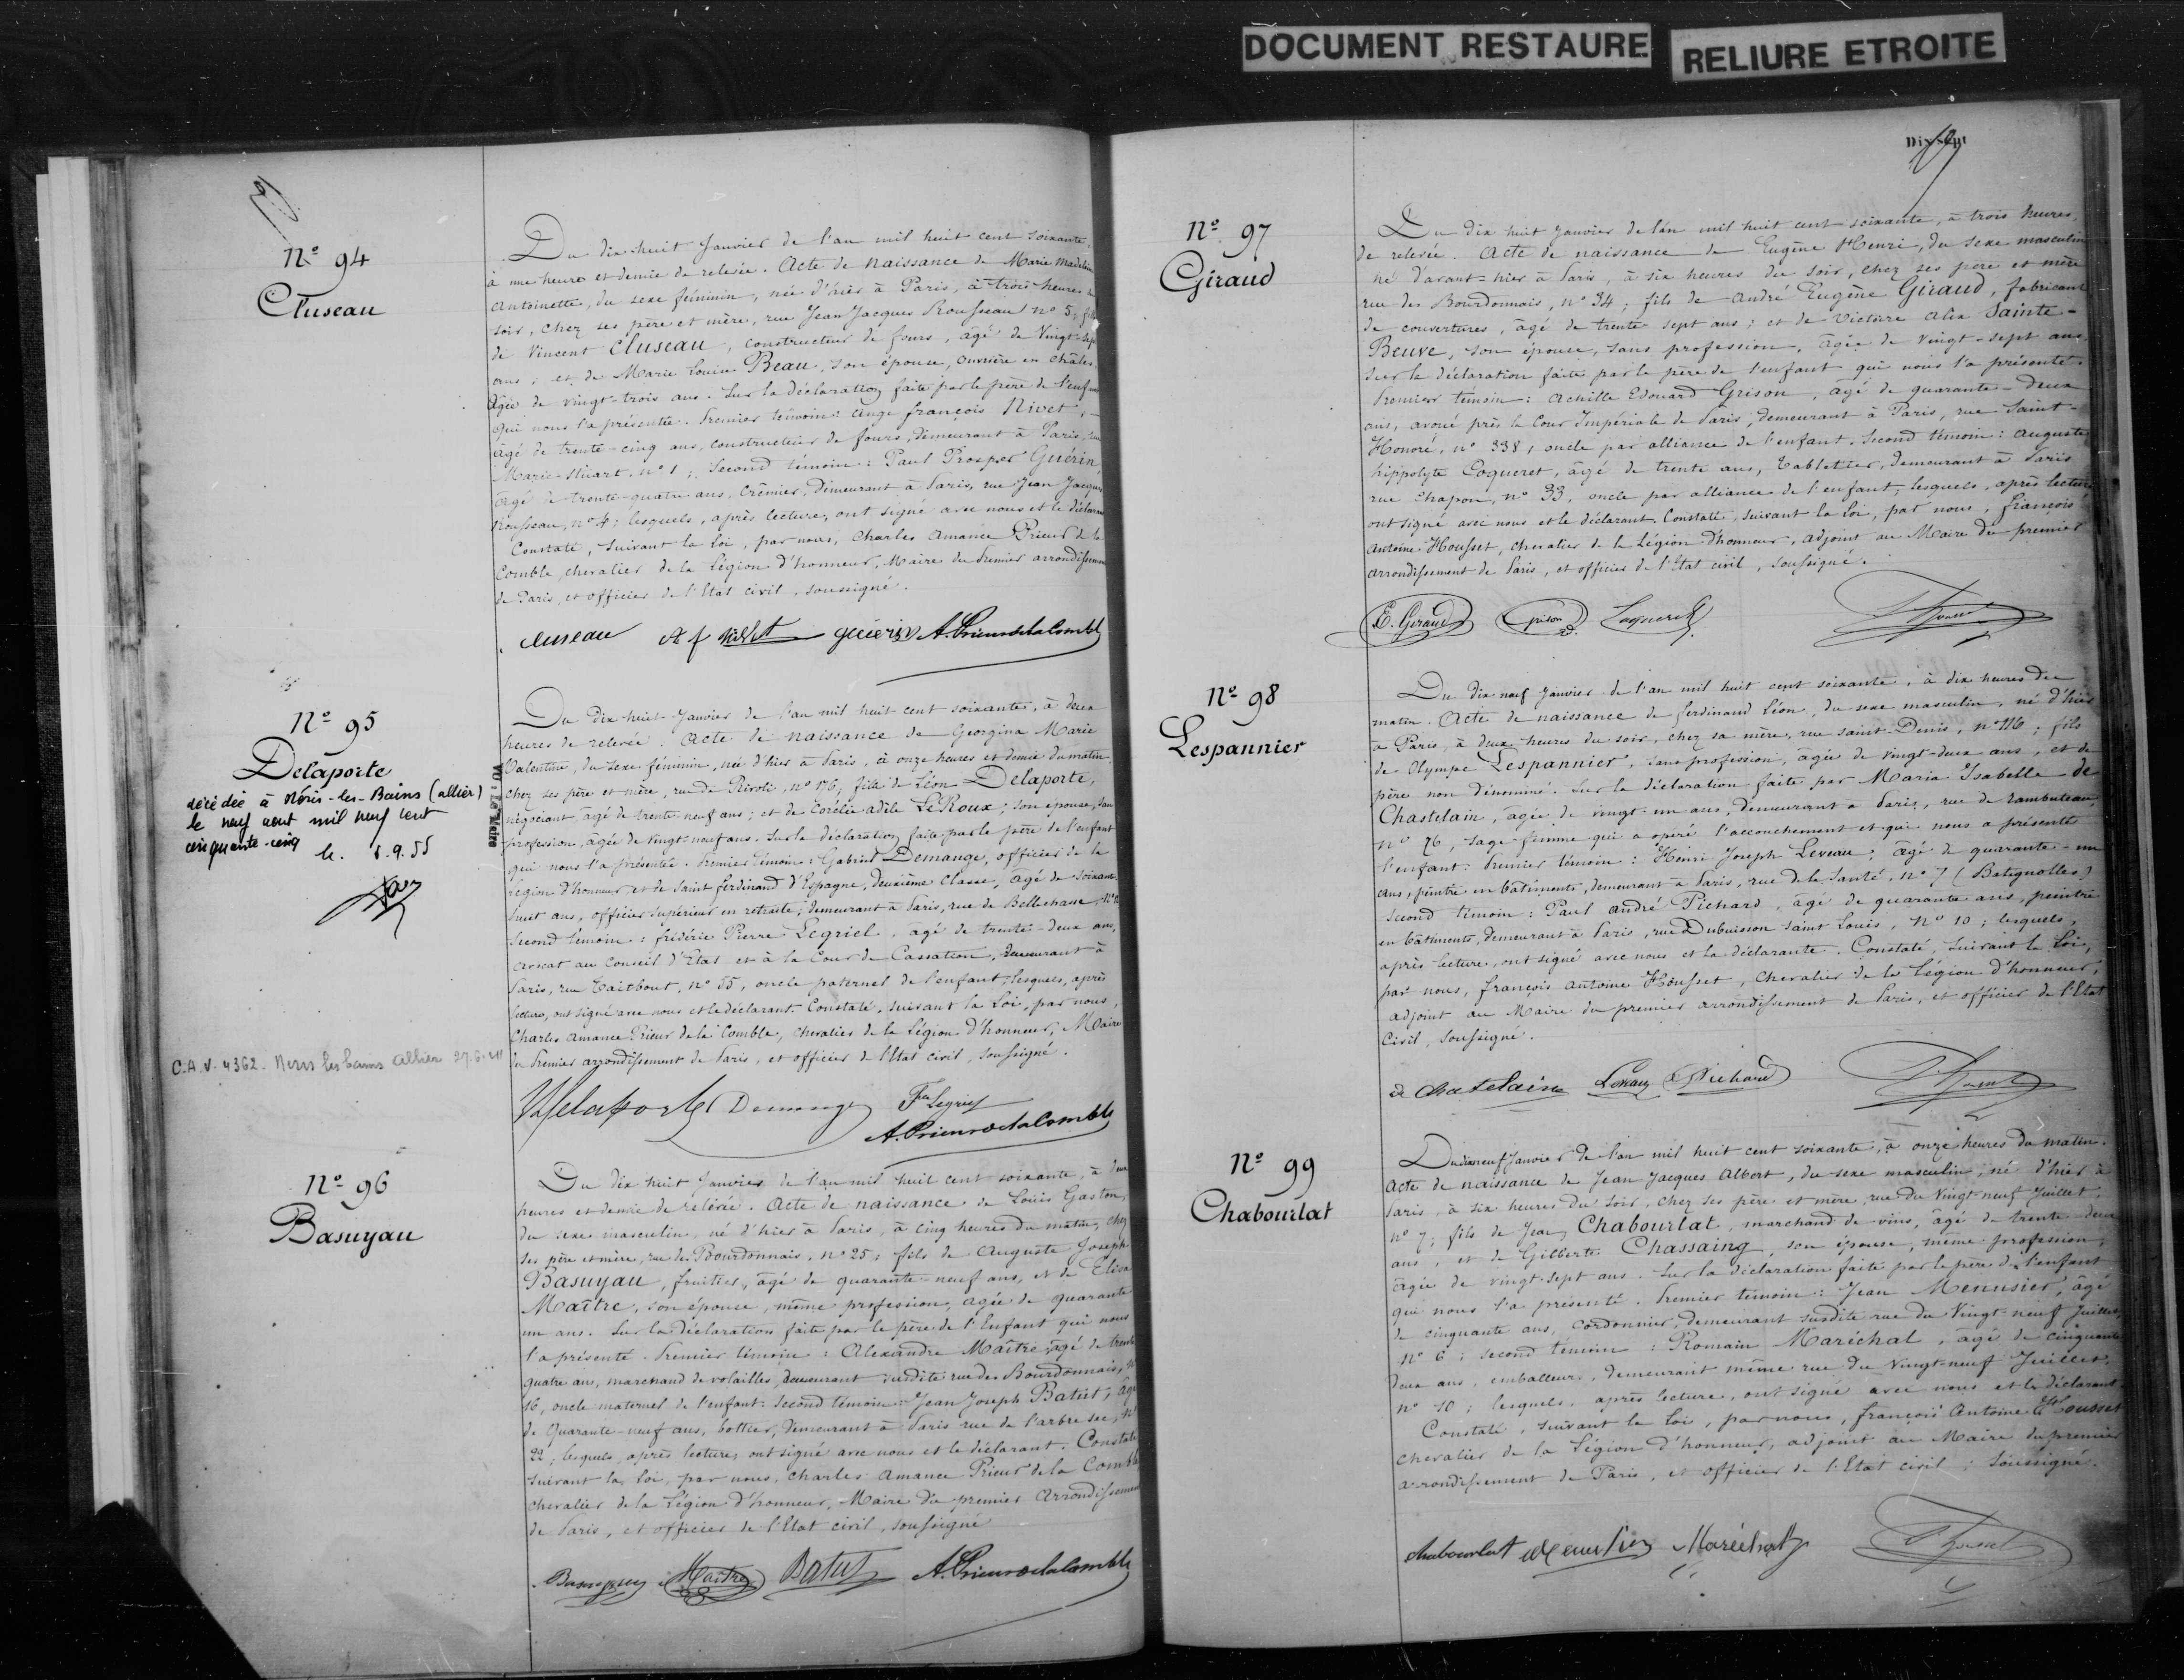 DOCUMENT RESTAURE
RELIURE ETROITE
Nº 94
Cluseau
Du dix-huit Janvier de l'an mil huit cent soixante,
à une heure et demie de relevée. Acte de naissance de Marie Madeleine
Antoinette, du sexe féminin, née d'hier à Paris, à trois heures du
soir, chez ses père et mère, rue Jean Jacques Rousseau nº 5; fille
de Vincent Cluseau, constructeur de fours, âgé de Vingt-sept
ans; et de Marie Louise Beau, son épouse, ouvrière en châles,
âgée de vingt-trois ans. Sur la déclaration faite par le père de l'enfant
qui nous l'a présentée. Premier témoin: Ange françois Nivet,
âgé de trente-cinq ans, constructeur de fours, demeurant à Paris, rue
Marie-Stuart, nº 1; Second témoin: Paul Prosper Guérin,
âgé de trente-quatre ans, Crémier, demeurant à Paris, rue Jean Jacques
Rousseau, nº 4; lesquels, après lecture, ont signé avec nous et le déclarant
Constaté, suivant la loi, par nous, Charles Amance Prieur de la
Comble, chevalier de la Légion d'honneur, Maire du Premier arrondissement
de Paris, et officier de l'Etat civil, soussigné.
cluseau A f nivet guérin A. Prieur de la Comble
Nº 95
Delaporte
décédée à Néris-les-Bains (allier)
le neuf aout mil neuf cent
cinquante-cinq le. 1.9.55
VU: Le Maire
C.A.V. 4362. Neris les bains allier 27.6.
Du dix-huit Janvier de l'an mil huit cent soixante, à deux
heures de relevée. Acte de naissance de Georgina Marie
Valentine, du sexe féminin, née d'hier à Paris, à onze heures et demie du matin,
chez ses père et mère, rue de Rivoli, nº 176; fille de Léon Delaporte,
négociant, âgé de trente-neuf ans; et de Corélie adèle LeRoux; son épouse, sans
profession, âgée de vingt-neuf ans. Sur la déclaration faite par le père de l'enfant
qui nous l'a présentée. Premier témoin: Gabriel Demange, officier de la
Légion d'honneur et de Saint ferdinand d'Espagne, deuxième classe, âgé de soixante
huit ans, officier supérieur en retraite; demeurant à Paris, rue de Bellechasse, nº
Second témoin: frédéric Pierre Legriel, âgé de trente-deux ans,
avocat au Conseil d'Etat et à la Cour de Cassation, demeurant à
Paris, rue Taitbout, nº 55, oncle paternel de l'enfant; lesquels, après
lecture, ont signé avec nous et le déclarant. Constaté, suivant la Loi, par nous,
Charles Amance Prieur de la Comble, chevalier de la Légion d'honneur, Maire
du Premier arrondissement de Paris, et officier de l'Etat civil, soussigné.
Delaporte Demange Legriel
A. Prieur de la Comble
Nº 96
Basuyau
Du dix huit Janvier de l'an mil huit cent soixante, à deux
heures et demie de relevée. Acte de naissance de Louis Gaston,
du sexe masculin, né d'hier à Paris, à cinq heures du matin, chez
ses père et mère, rue des Bourdonnais, nº 25; fils de Auguste Joseph
Basuyau, fruitier, âgé de quarante-neuf ans, et de Elisa
Maître, son épouse, même profession, âgée de quarante
un ans. Sur la déclaration faite par le père de l'Enfant qui nous
l'a présenté. Premier témoin: Alexandre Maître, âgé de trente
quatre ans, marchand de volailles, demeurant susdite rue des Bourdonnais, nº
16, oncle maternel de l'enfant: Second témoin: Jean Joseph Batut, âgé
de Quarante-neuf ans, bottier, demeurant à Paris rue de l'arbre sec, nº
22; lesquels, après lecture, ont signé avec nous et le déclarant. Constaté
suivant la Loi, par nous, Charles Amance Prieur de la Comble
chevalier de la Légion d'honneur, Maire du premier Arrondissement
de Paris, et officier de l'Etat civil, soussigné
Basuyau Maitre Batut A. Prieur de la Comble
Dix-sept
17
Nº 97
Giraud
Du dix huit Janvier de l'an mil huit cent soixante, à trois heures,
de relevée. Acte de naissance de Eugène Henri, du sexe masculin
né d'avant-hier à Paris, à six heures du soir, chez ses père et mère
rue des Bourdonnais, nº 34; fils de André Eugène Giraud, fabricant
de couvertures, âgé de trente sept ans; et de Victoire alix Sainte-
Beuve, son épouse, sans profession, âgée de vingt-sept ans.
Sur la déclaration faite par le père de l'enfant qui nous l'a présenté.
Premier témoin: Achille Edouard Grison, âgé de quarante-deux
ans, avoué près la Cour Impériale de Paris, demeurant à Paris, rue Saint-
Honoré, nº 338, oncle par alliance de l'enfant. Second témoin: Auguste
hippolyte Coqueret, âgé de trente ans, Tabletier, demeurant à Paris
rue Chapon, nº 33, oncle par alliance de l'enfant; lesquels, après lecture
ont signé avec nous et le déclarant Constaté, suivant la Loi, par nous, françois
Antoine Housset, chevalier de la Légion d'honneur, adjoint au Maire du premier
arrondissement de Paris, et officier de l'Etat civil, soussigné.
E. Giraud Grison Coqueret
Nº 98
Lespannier
Du dix neuf Janvier de l'an mil huit cent soixante, à dix heures du
matin. Acte de naissance de ferdinand Léon, du sexe masculin, né d'hier
à Paris, à deux heures du soir, chez sa mère, rue saint-Denis, nº 116; fils
de Olympe Lespannier, sans profession, âgée de vingt-deux ans, et de
père non dénommé. Sur la déclaration faite par Maria Isabelle de
Chastelain, âgée de vingt-un ans, demeurant à Paris, rue de Rambuteau,
nº 76, Sage-femme qui a opéré l'accouchement et qui nous a présenté
l'enfant: Premier témoin: Henri Joseph Leveau; âgé de quarante-un
ans, peintre en bâtiments, demeurant à Paris, rue de la Santé, nº 7 (Batignolles)
Second témoin: Paul André Pichard, âgé de quarante ans, peintre
en bâtiments, demeurant à Paris, rue Dubuisson Saint Louis, nº 10; lesquels,
après lecture, ont signé avec nous et la déclarante. Constaté, suivant la Loi,
par nous, françois antoine Housset, chevalier de la Légion d'honneur,
adjoint au Maire du premier arrondissement de Paris, et officier de l'Etat
Civil, soussigné.
de Chastelain Leveau Pichard
Nº 99
Chabourlat
Du dix neuf Janvier de l'an mil huit cent soixante, à onze heures du matin.
Acte de naissance de Jean Jacques Albert, du sexe masculin, né d'hier à
Paris, à six heures du soir, chez ses père et mère, rue du Vingt-neuf Juillet,
nº 7; fils de Jean Chabourlat, marchand de vins, âgé de trente-deux
ans, et de Gilberte Chassaing, son épouse, même profession,
âgée de vingt-sept ans. Sur la déclaration faite par le père de l'enfant
qui nous l'a présenté. Premier témoin: Jean Menusier, âgé
de cinquante ans, cordonnier, demeurant susdite rue du Vingt-neuf Juillet,
nº 6; second témoin: Romain Maréchal, âgé de cinquante
deux ans, emballeur, demeurant même rue du Vingt-neuf Juillet,
nº 10; lesquels, après lecture, ont signé avec nous et le déclarant.
Constaté, suivant la Loi, par nous, françois Antoine Housset
chevalier de la Légion d'honneur, adjoint au Maire du premier
arrondissement de Paris, et officier de l'Etat civil, soussigné.
chabourlat Menusier Maréchal